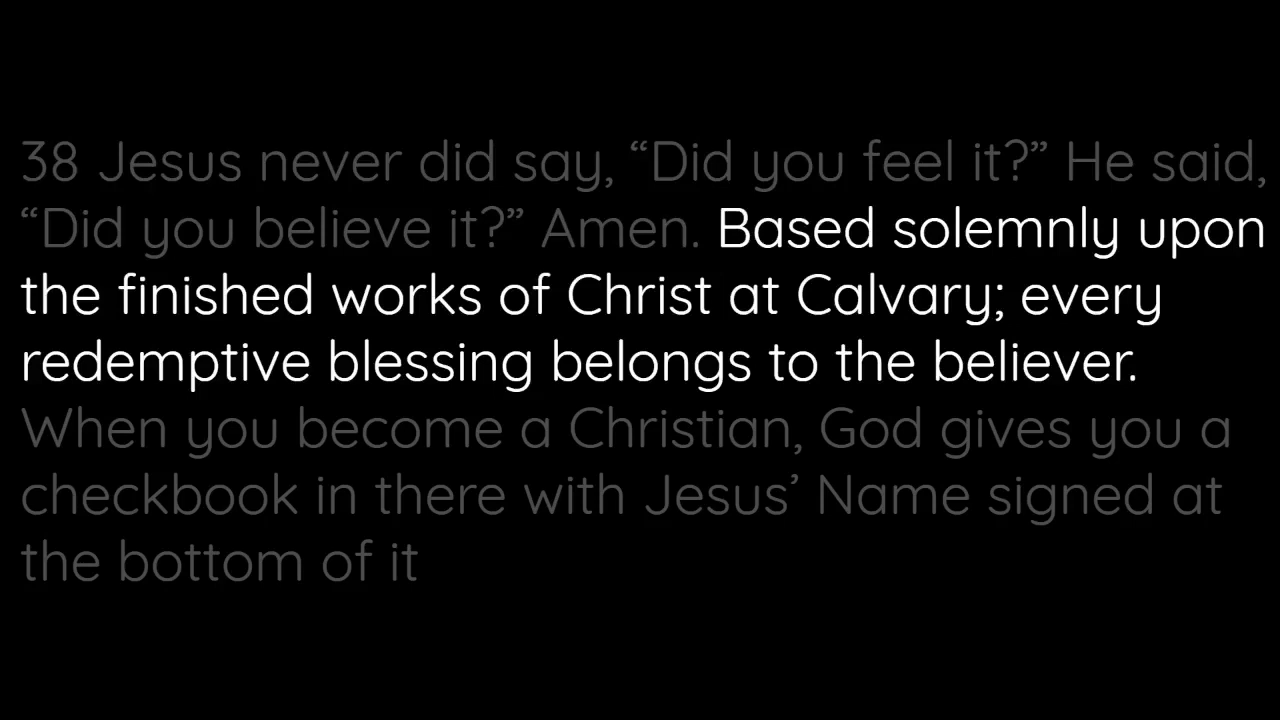 38 Jesus never did say, “Did you feel it?” He said,
“Did you believe it?” Amen. Based solemnly upon
the finished works of Christ at Calvary; every
redemptive blessing belongs to the believer.
When you become a Christian, God gives you a
checkbook in there with Jesus’ Name signed at
the bottom of it